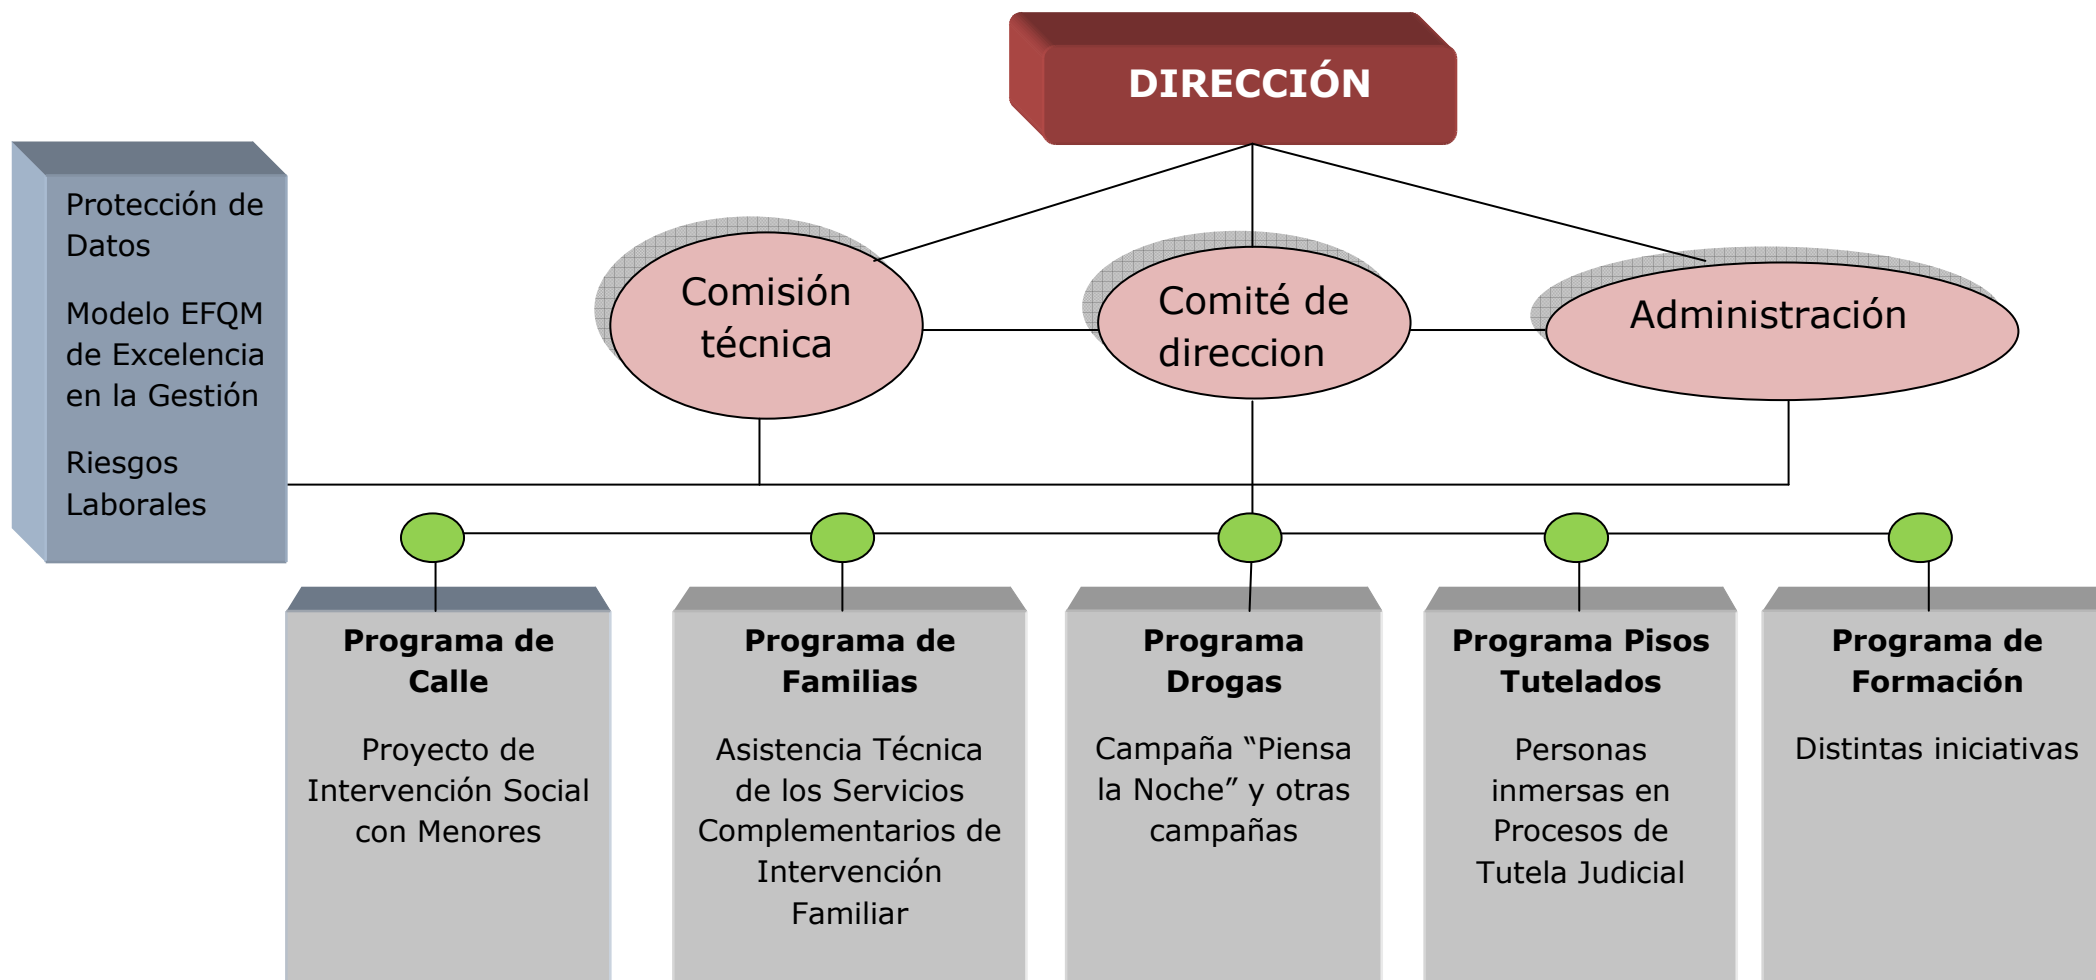 DIRECCIÓN
Protección de
Datos
Modelo EFQM
de Excelencia
en la Gestión
Riesgos
Laborales
Comisión
técnica
Comité de
direccion
Administración
Programa de
Calle
Proyecto de
Intervención Social
con Menores
Programa de
Familias
Asistencia Técnica
de los Servicios
Complementarios de
Intervención
Familiar
Programa
Drogas
Campaña “Piensa
la Noche” y otras
campañas
Programa Pisos
Tutelados
Personas
inmersas en
Procesos de
Tutela Judicial
Programa de
Formación
Distintas iniciativas